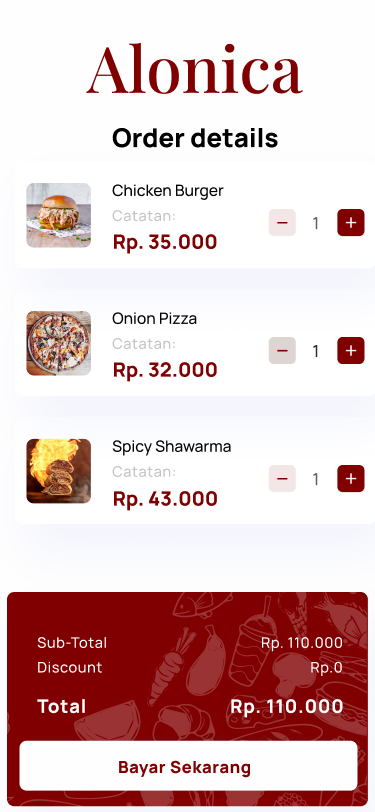 Alonica
Order details
Chicken Burger
Catatan:
Rp. 35.000
− 1 +
Onion Pizza
Catatan:
Rp. 32.000
− 1 +
Spicy Shawarma
Catatan:
Rp. 43.000
− 1 +
Sub-Total Rp. 110.000
Discount Rp.0
Total Rp. 110.000
Bayar Sekarang